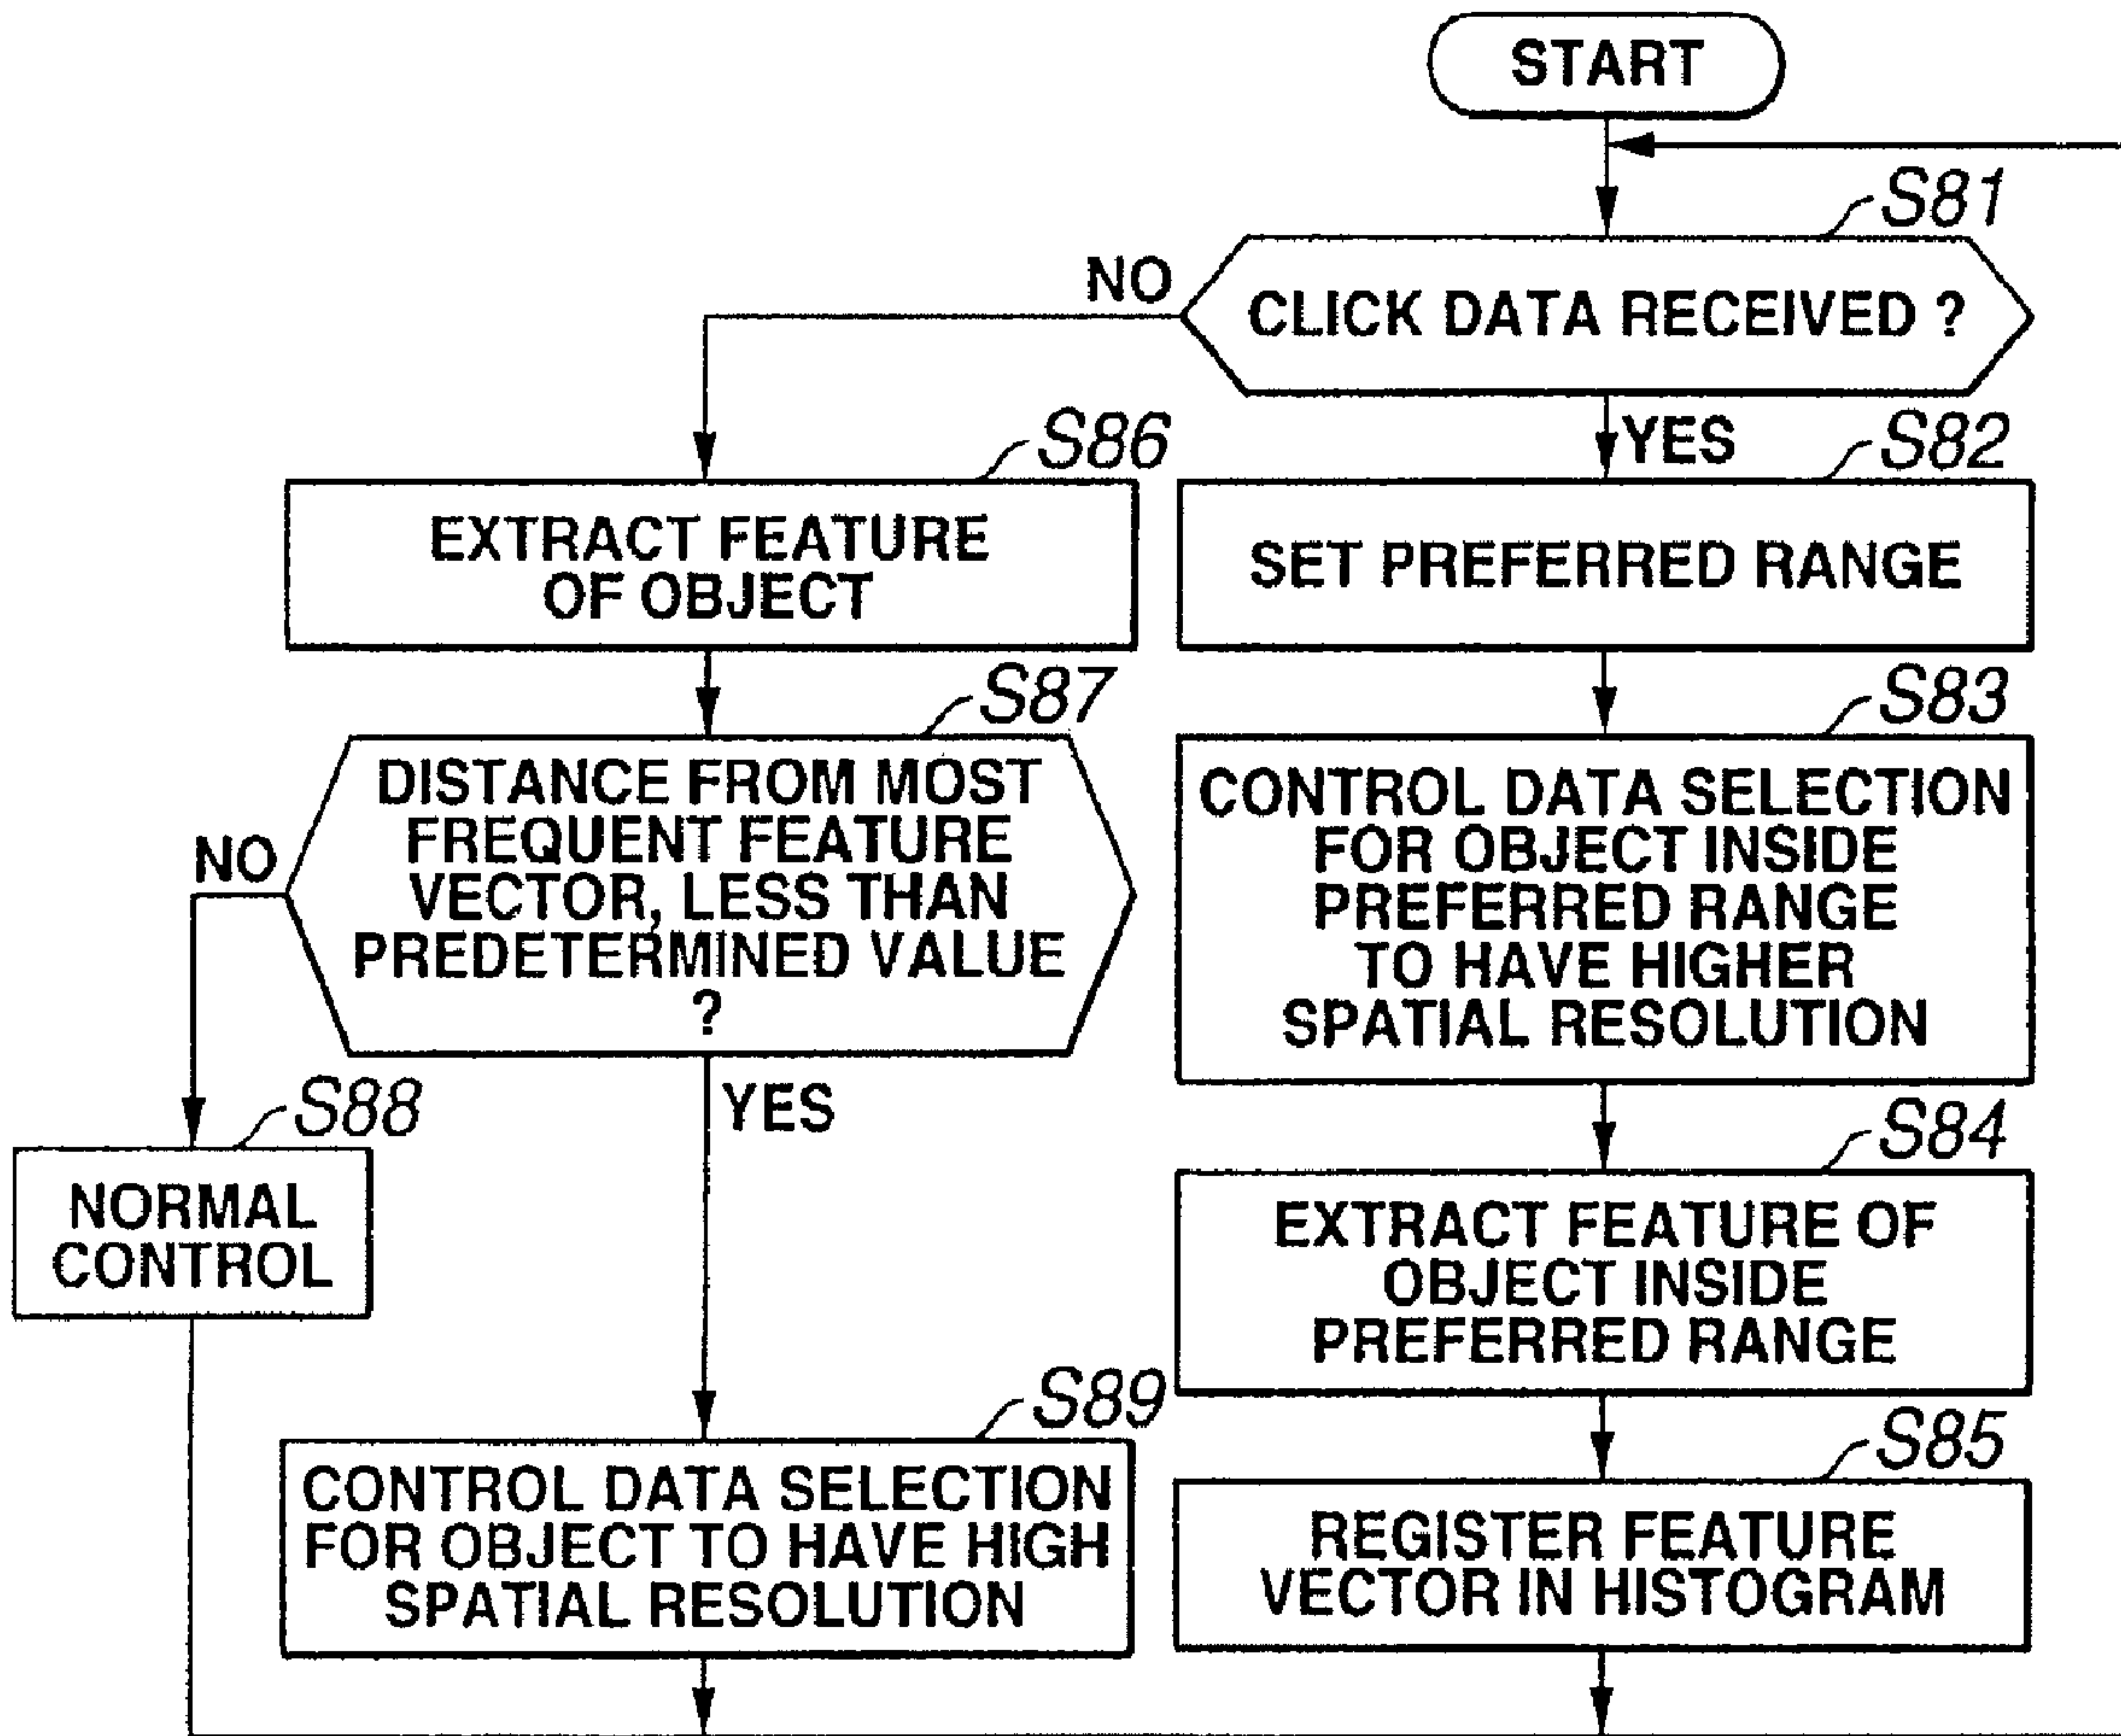 START
S81
NO
CLICK DATA RECEIVED ?
YES
S86
S82
EXTRACT FEATURE
OF OBJECT
SET PREFERRED RANGE
S87
S83
DISTANCE FROM MOST
FREQUENT FEATURE
VECTOR, LESS THAN
PREDETERMINED VALUE
?
NO
CONTROL DATA SELECTION
FOR OBJECT INSIDE
PREFERRED RANGE
TO HAVE HIGHER
SPATIAL RESOLUTION
YES
S88
S84
NORMAL
CONTROL
EXTRACT FEATURE OF
OBJECT INSIDE
PREFERRED RANGE
S89
S85
CONTROL DATA SELECTION
FOR OBJECT TO HAVE HIGH
SPATIAL RESOLUTION
REGISTER FEATURE
VECTOR IN HISTOGRAM